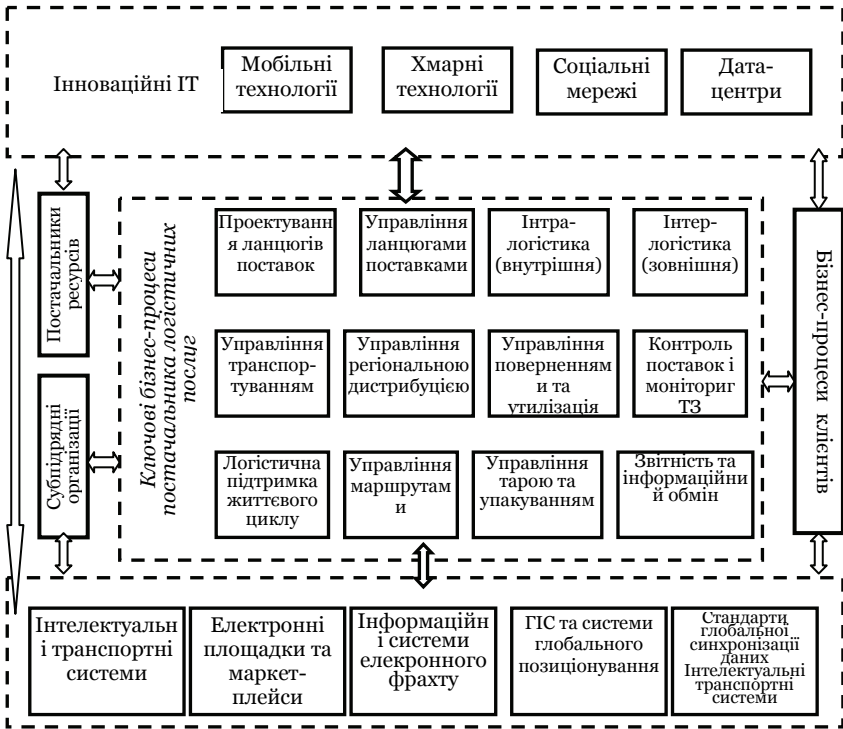 Інноваційні ІТ
Мобільні
технології
Хмарні
технології
Соціальні
мережі
Дата-
центри
Постачальники
ресурсів
Субпідрядні
організації
Ключові бізнес-процеси
постачальника логістичних
послуг
Проектуванн
я ланцюгів
поставок
Управління
ланцюгами
поставками
Інтра-
логістика
(внутрішня)
Інтер-
логістика
(зовнішня)
Управління
транспор-
туванням
Управління
регіональною
дистрибуцією
Управління
поверненням
и та
утилізація
Контроль
поставок і
моніториг
ТЗ
Логістична
підтримка
життєвого
циклу
Управління
маршрутам
и
Управління
тарою та
упакуванням
Звітність та
інформаційни
й обмін
Бізнес-процеси клієнтів
Інтелектуальн
і транспортні
системи
Електронні
площадки та
маркет-
плейси
Інформаційн
і системи
елекронного
фрахту
ГІС та системи
глобального
позиціонування
Стандарти
глобальної
синхронізації
даних
Інтелектуальні
транспортні
системи